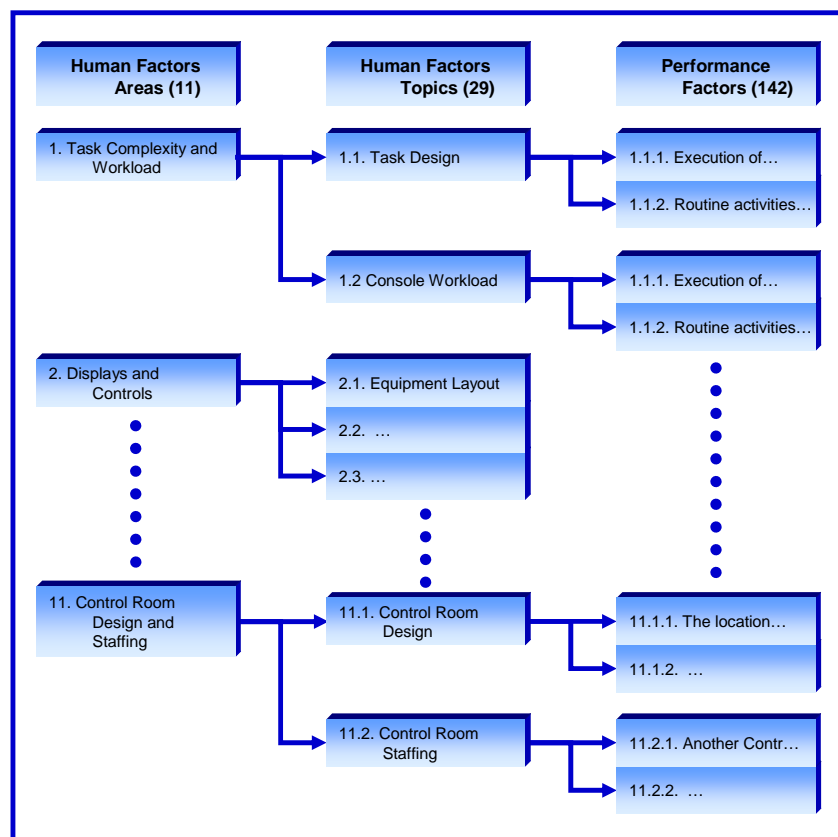 Human Factors
Areas (11)
Human Factors
Topics (29)
Performance
Factors (142)
1. Task Complexity and
Workload
1.1. Task Design
1.1.1. Execution of…
1.1.2. Routine activities…
1.2 Console Workload
1.1.1. Execution of…
1.1.2. Routine activities…
2. Displays and
Controls
2.1. Equipment Layout
2.2. …
2.3. …
11. Control Room
Design and
Staffing
11.1. Control Room
Design
11.1.1. The location…
11.1.2. …
11.2. Control Room
Staffing
11.2.1. Another Contr…
11.2.2. …